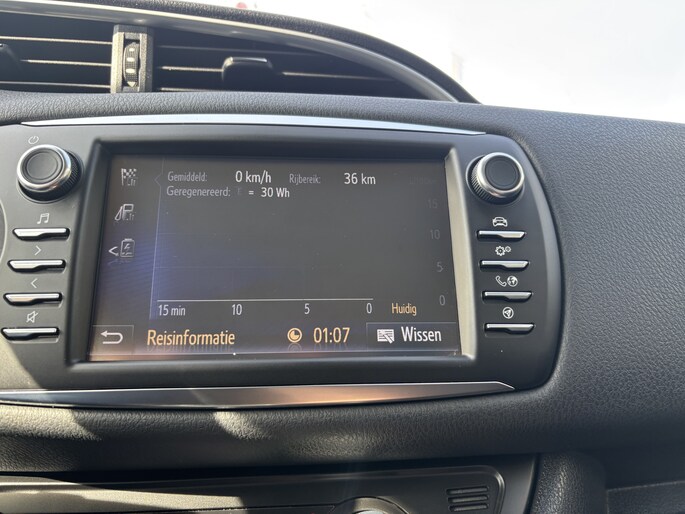 Gemiddeld: 0 km/h Rijbereik: 36 km
Geregenereerd: = 30 Wh
15
10
5
0
15 min 10 5 0 Huidig
Reisinformatie 01:07 Wissen